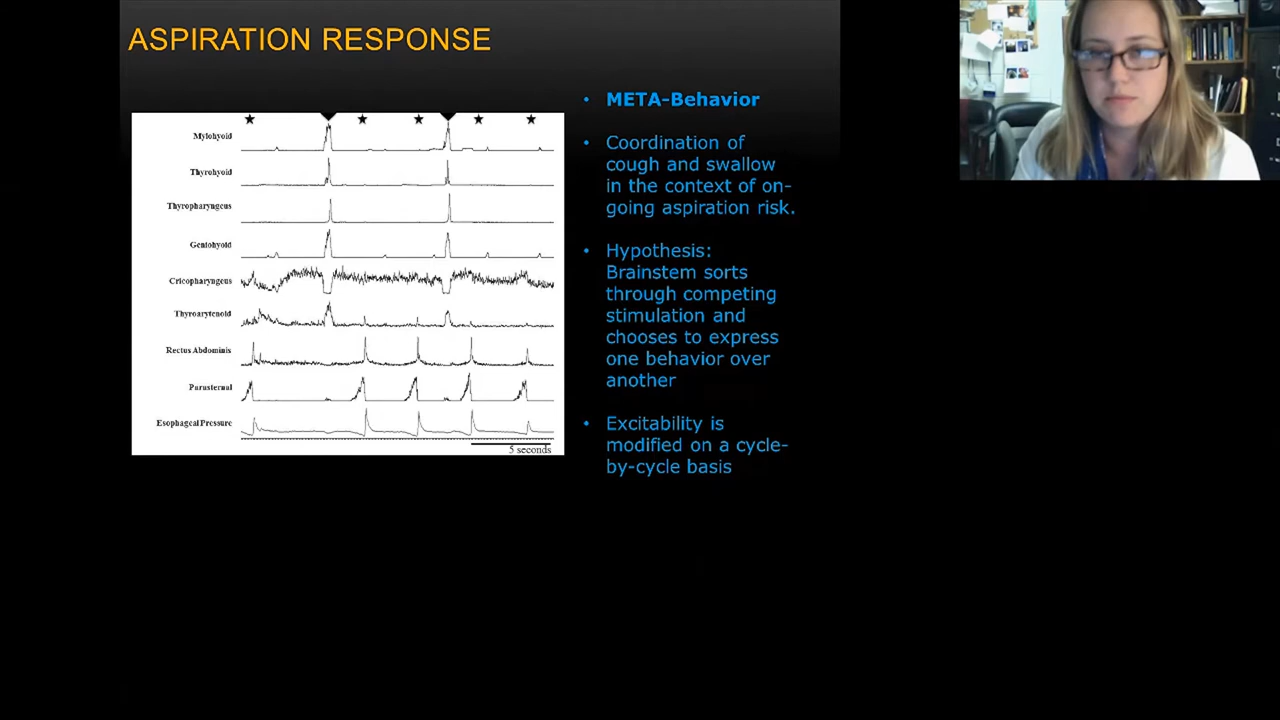 ASPIRATION RESPONSE
Mylohyoid
Thyrohyoid
Thyropharyngeus
Geniohyoid
Cricopharyngeus
Thyroarytenoid
Rectus Abdominis
Parasternal
Esophageal Pressure
5 seconds
• META-Behavior
• Coordination of
cough and swallow
in the context of on-
going aspiration risk.
• Hypothesis:
Brainstem sorts
through competing
stimulation and
chooses to express
one behavior over
another
• Excitability is
modified on a cycle-
by-cycle basis